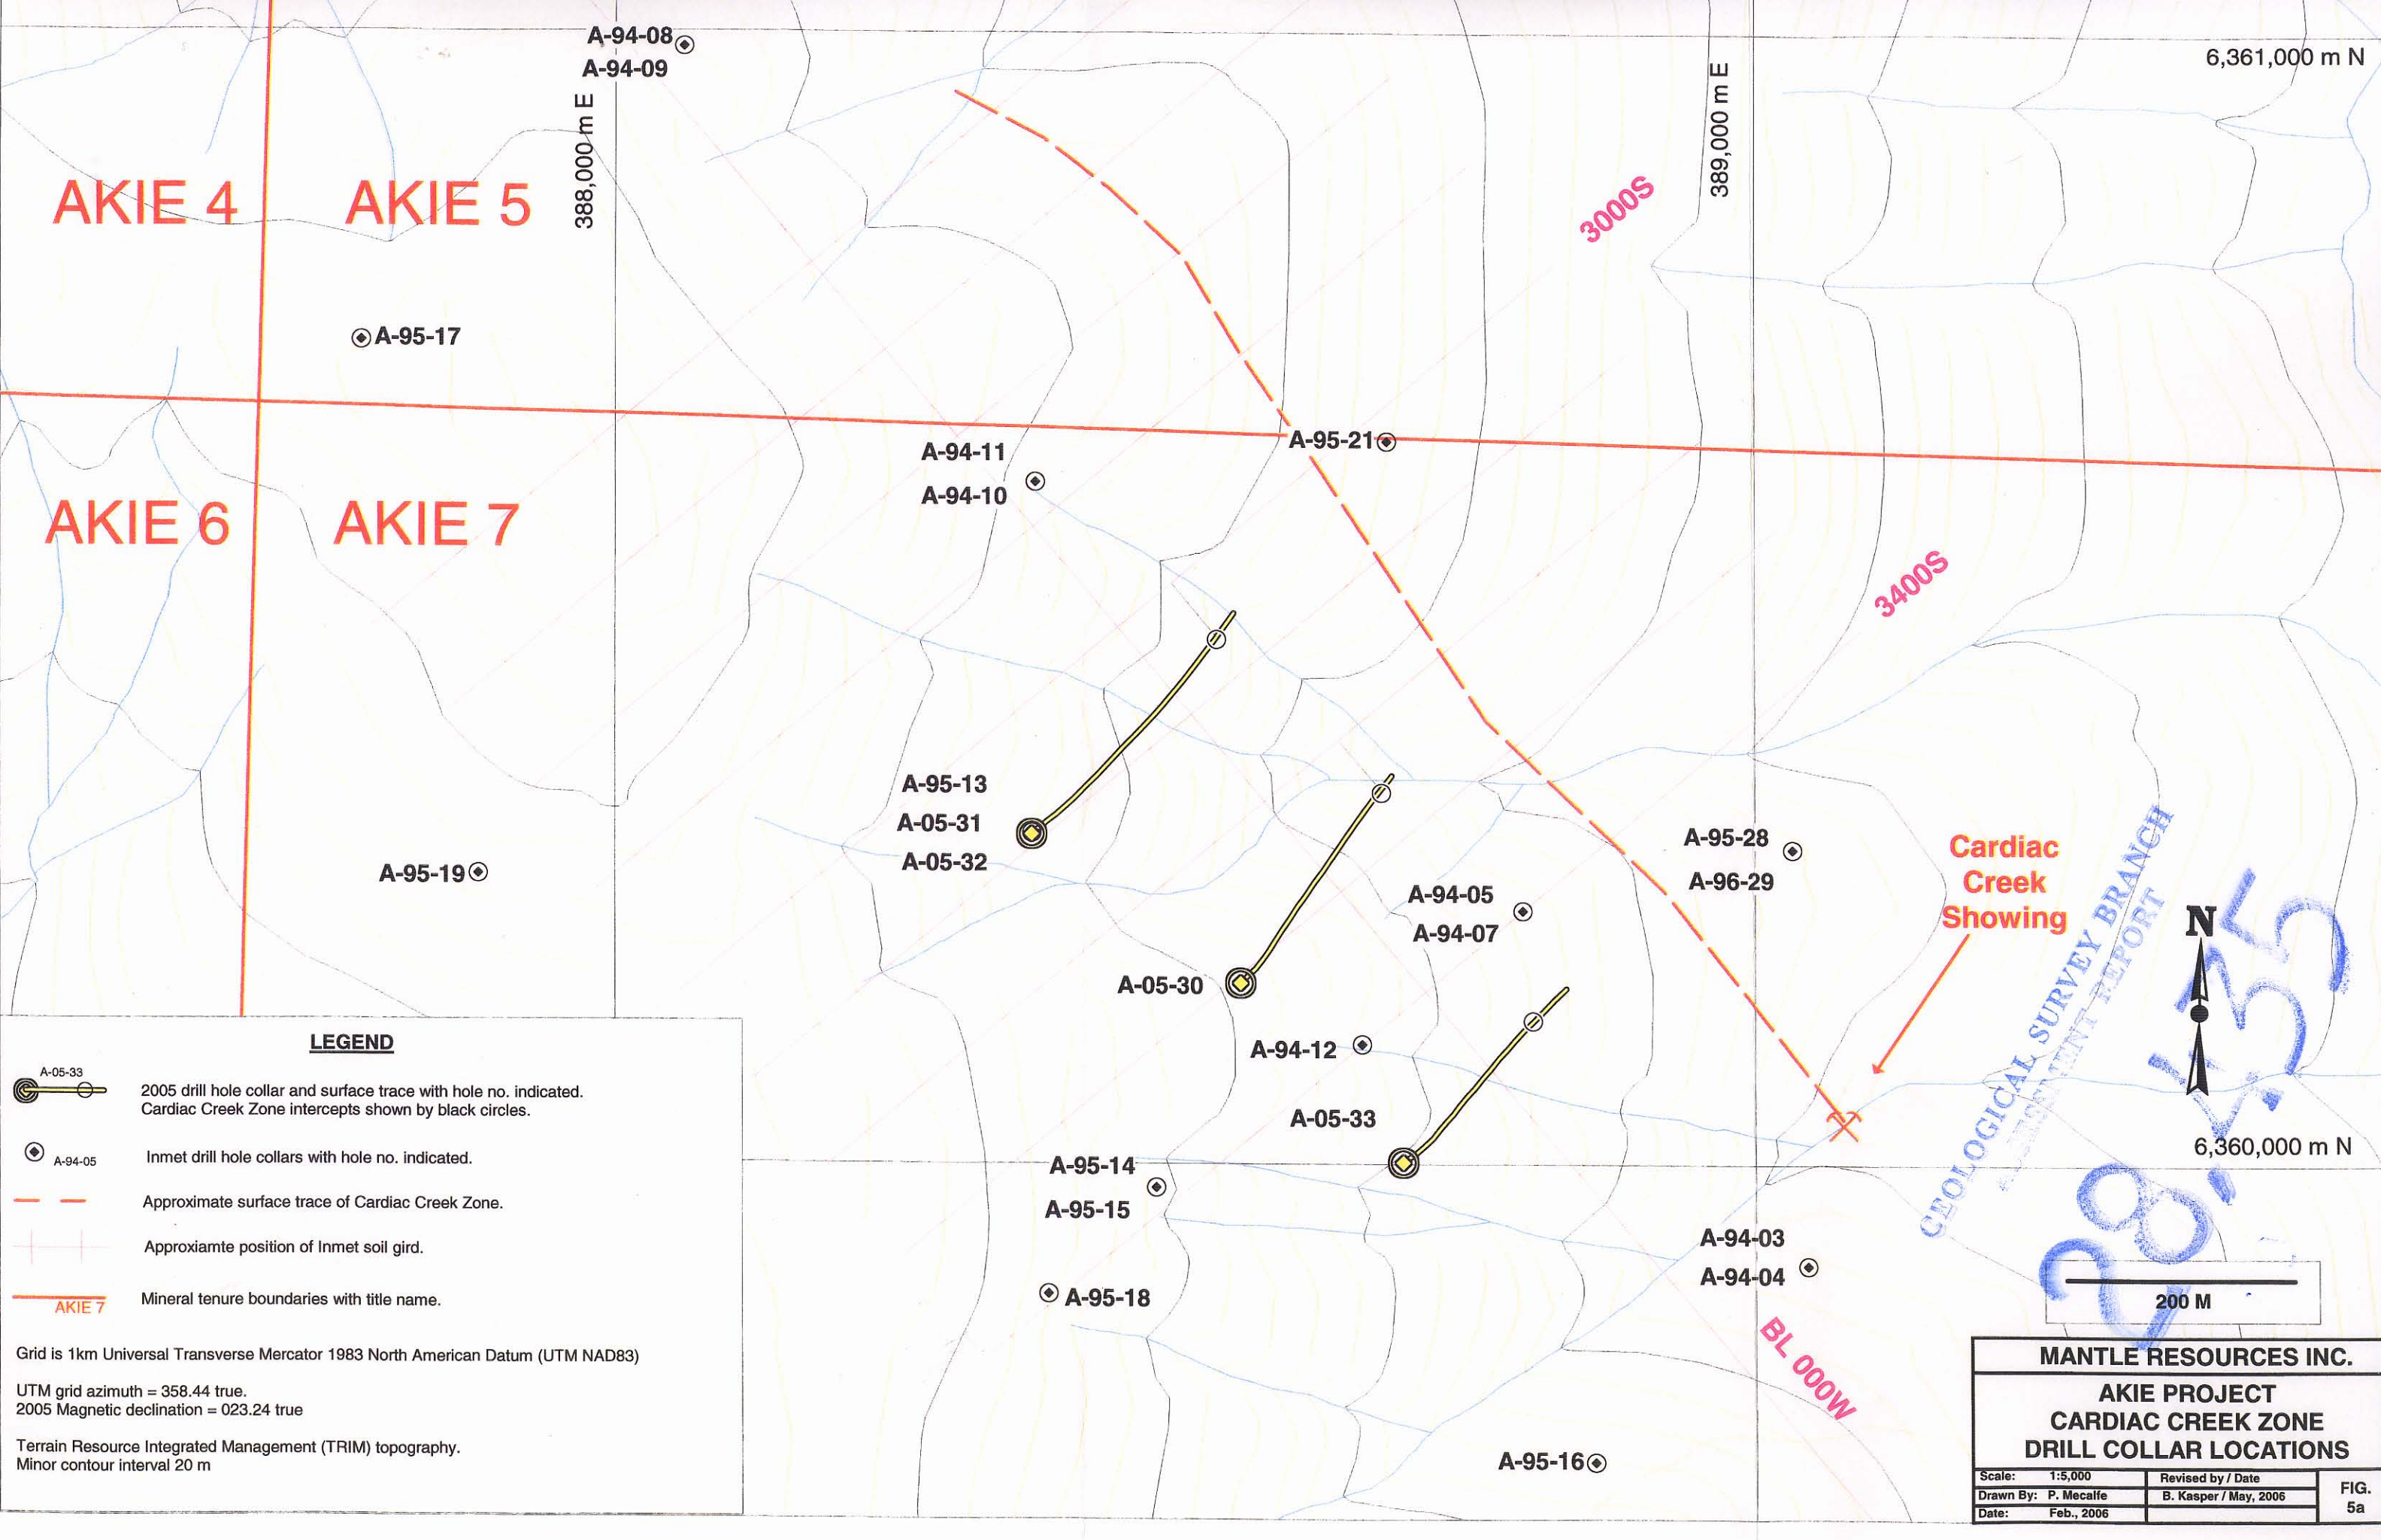 A-94-08
A-94-09
6,361,000 m N
388,000 m E
389,000 m E
AKIE 4
AKIE 5
3000S
A-95-17
A-95-21
A-94-11
A-94-10
AKIE 6
AKIE 7
3400S
A-95-13
A-05-31
A-05-32
A-95-19
A-95-28
A-96-29
Cardiac
Creek
Showing
A-94-05
A-94-07
N
A-05-30
A-94-12
A-05-33
6,360,000 m N
A-95-14
A-95-15
A-94-03
A-94-04
A-95-18
BL 000W
A-95-16
GEOLOGICAL SURVEY BRANCH
ASSESSMENT REPORT
28,435
200 M
LEGEND
A-05-33
2005 drill hole collar and surface trace with hole no. indicated.
Cardiac Creek Zone intercepts shown by black circles.
A-94-05
Inmet drill hole collars with hole no. indicated.
Approximate surface trace of Cardiac Creek Zone.
Approxiamte position of Inmet soil gird.
AKIE 7
Mineral tenure boundaries with title name.
Grid is 1km Universal Transverse Mercator 1983 North American Datum (UTM NAD83)
UTM grid azimuth = 358.44 true.
2005 Magnetic declination = 023.24 true
Terrain Resource Integrated Management (TRIM) topography.
Minor contour interval 20 m
MANTLE RESOURCES INC.
AKIE PROJECT
CARDIAC CREEK ZONE
DRILL COLLAR LOCATIONS
Scale: 1:5,000
Revised by / Date
Drawn By: P. Mecalfe
B. Kasper / May, 2006
Date: Feb., 2006
FIG.
5a